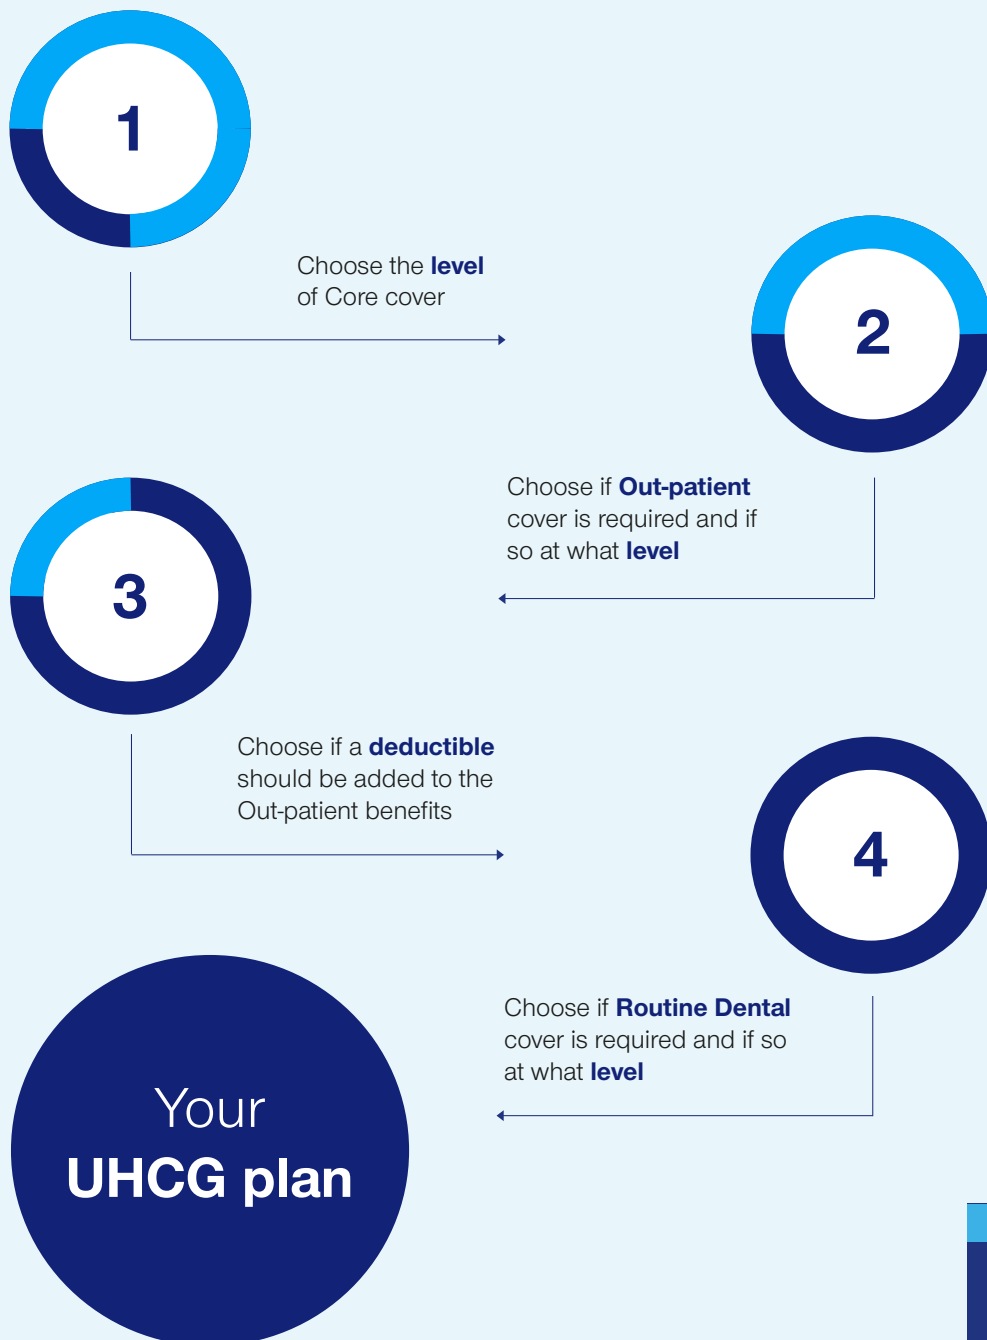 1
Choose the level
of Core cover
2
Choose if Out-patient
cover is required and if
so at what level
3
Choose if a deductible
should be added to the
Out-patient benefits
4
Choose if Routine Dental
cover is required and if so
at what level
Your
UHCG plan